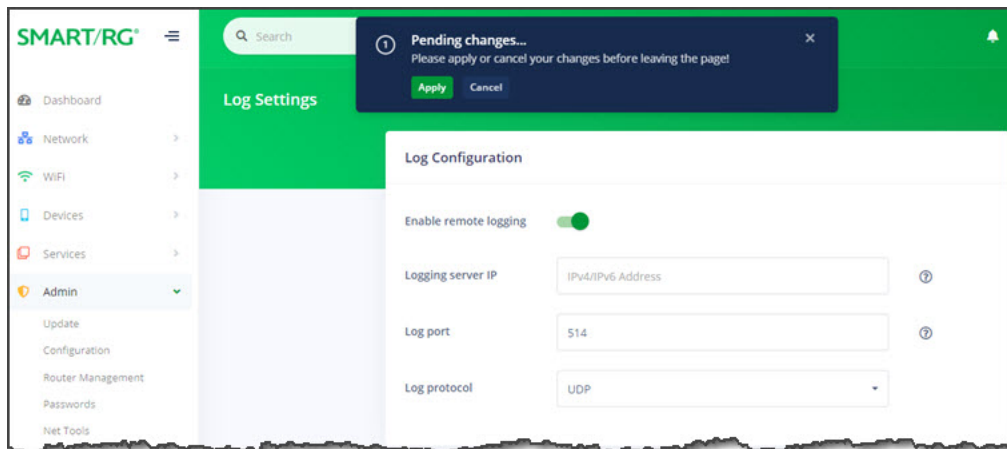 SMART/RG®
Search
Pending changes...
Please apply or cancel your changes before leaving the page!
Apply
Cancel
Dashboard
Network
WiFi
Devices
Services
Admin
Update
Configuration
Router Management
Passwords
Net Tools
Log Settings
Log Configuration
Enable remote logging
Logging server IP
IPv4/IPv6 Address
Log port
514
Log protocol
UDP